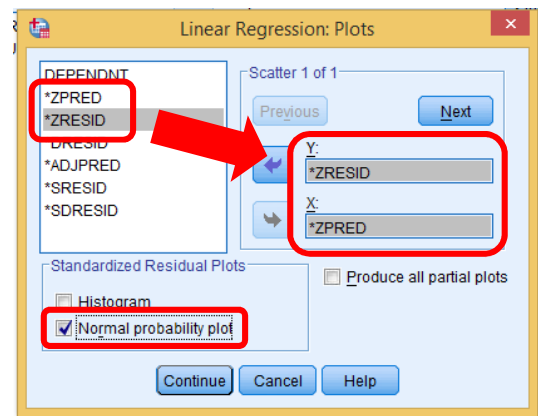 Linear Regression: Plots
DEPENDNT
*ZPRED
*ZRESID
*DRESID
*ADJPRED
*SRESID
*SDRESID
Scatter 1 of 1
Previous
Next
Y:
*ZRESID
X:
*ZPRED
Standardized Residual Plots
Histogram
Normal probability plot
Produce all partial plots
Continue
Cancel
Help